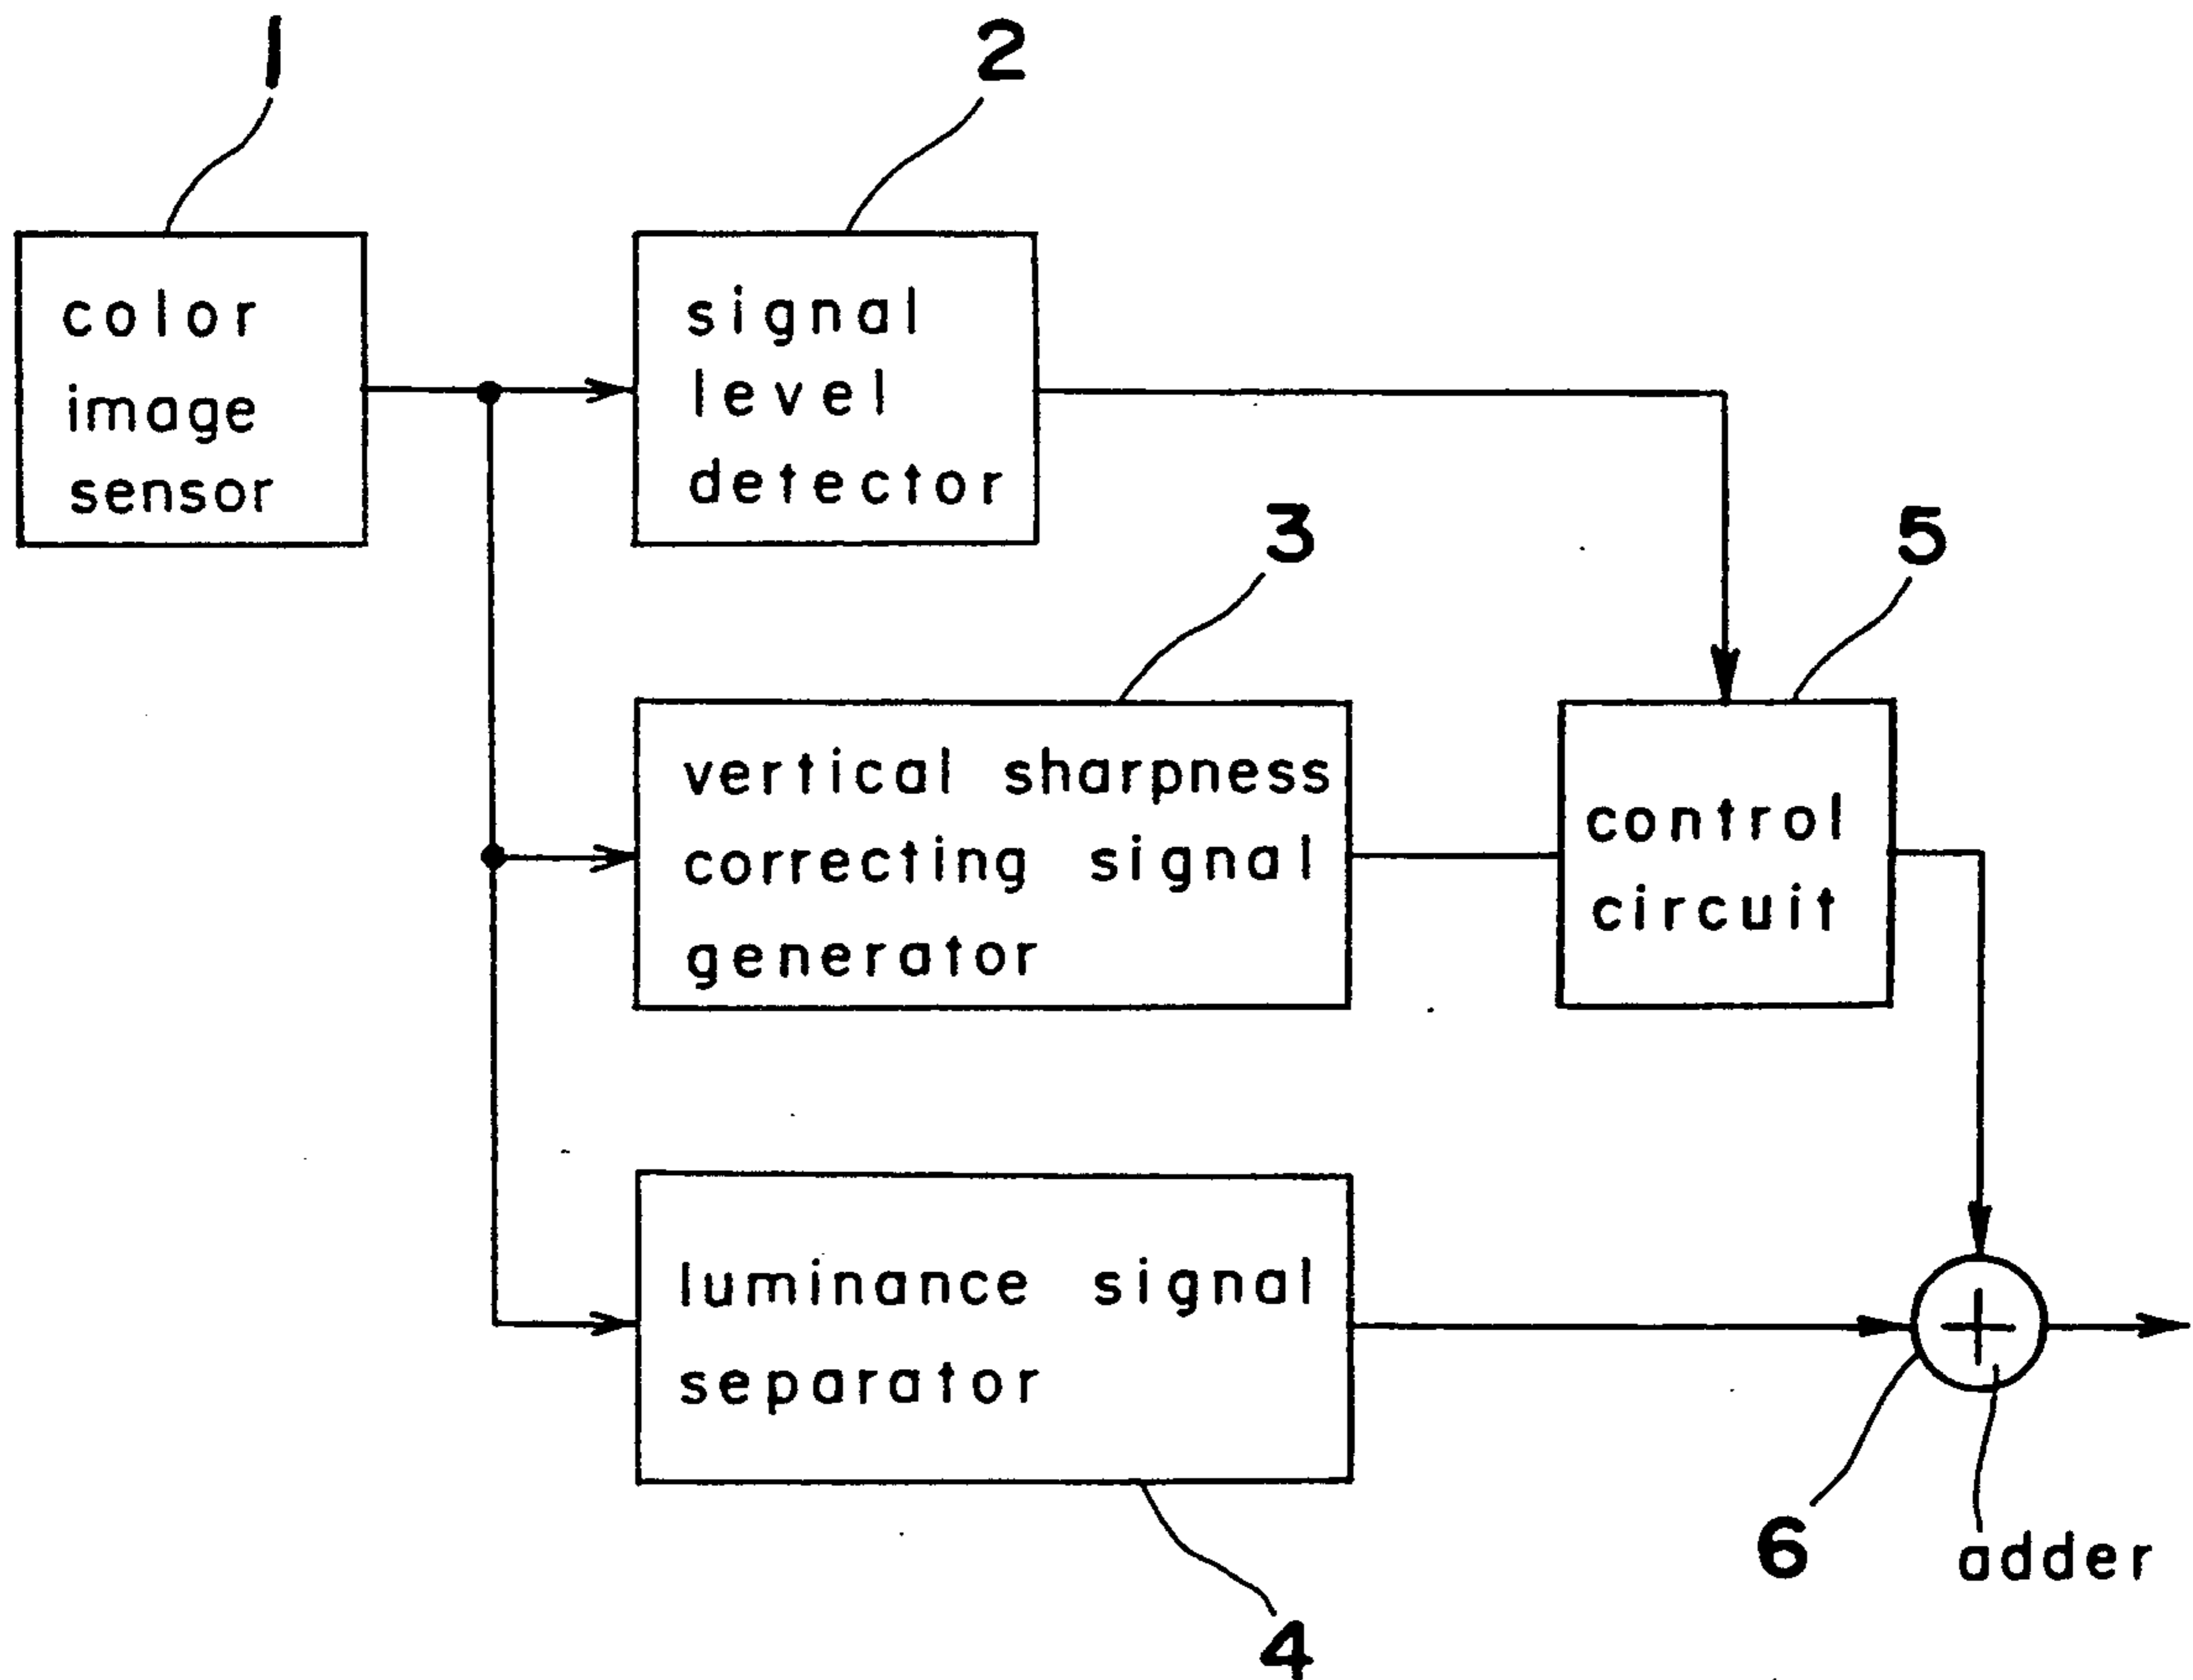 1
2
color
image
sensor
signal
level
detector
3
5
vertical sharpness
correcting signal
generator
control
circuit
luminance signal
separator
6
adder
4